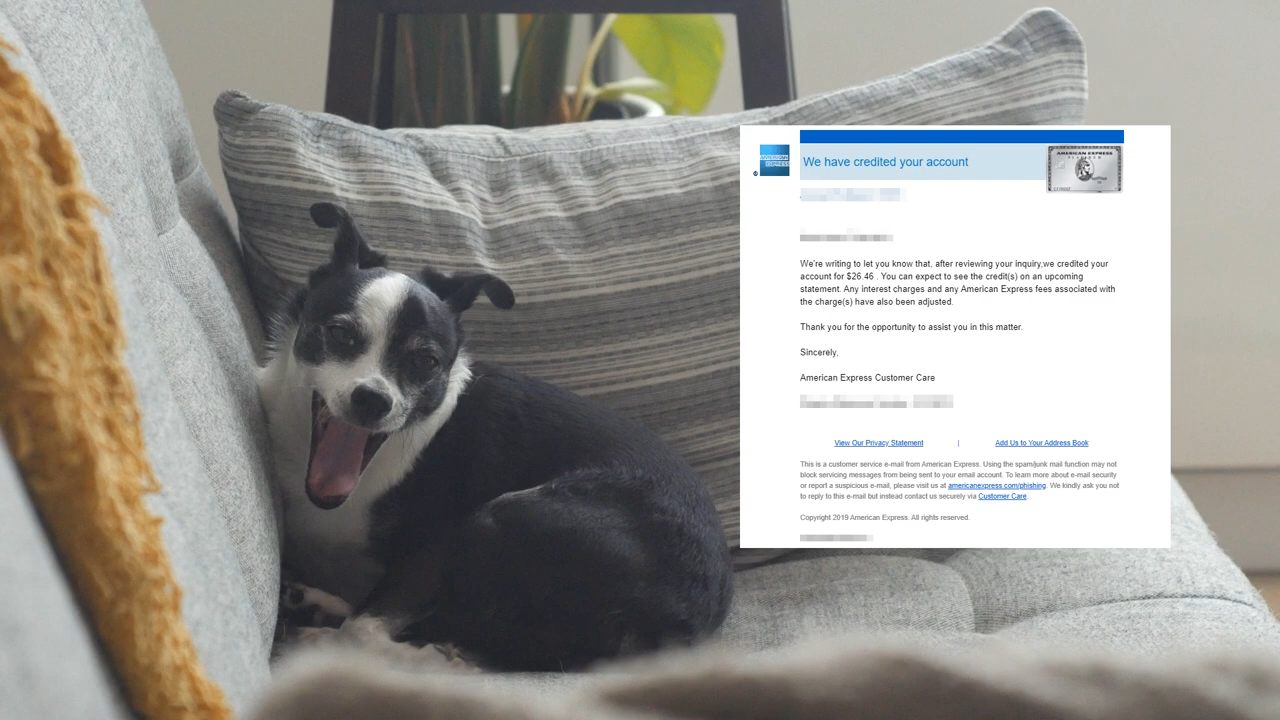 We have credited your account
AMERICAN EXPRESS
AMERICAN EXPRESS
We're writing to let you know that, after reviewing your inquiry,we credited your
account for $26.46 . You can expect to see the credit(s) on an upcoming
statement. Any interest charges and any American Express fees associated with
the charge(s) have also been adjusted.
Thank you for the opportunity to assist you in this matter.
Sincerely,
American Express Customer Care
View Our Privacy Statement | Add Us to Your Address Book
This is a customer service e-mail from American Express. Using the spam/junk mail function may not
block servicing messages from being sent to your email account. To learn more about e-mail security
or report a suspicious e-mail, please visit us at americanexpress.com/phishing. We kindly ask you not
to reply to this e-mail but instead contact us securely via Customer Care.
Copyright 2019 American Express. All rights reserved.